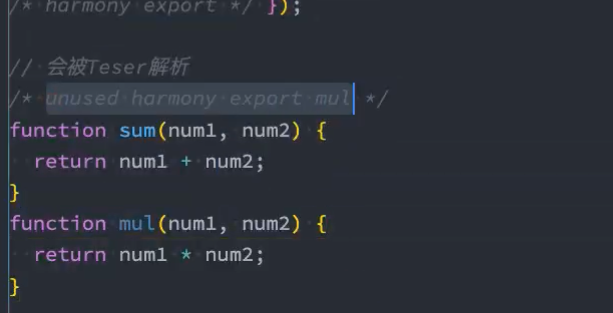 /* harmony export */ });
// 会被Teser解析
/* unused harmony export mul */
function sum(num1, num2) {
  return num1 + num2;
}
function mul(num1, num2) {
  return num1 * num2;
}